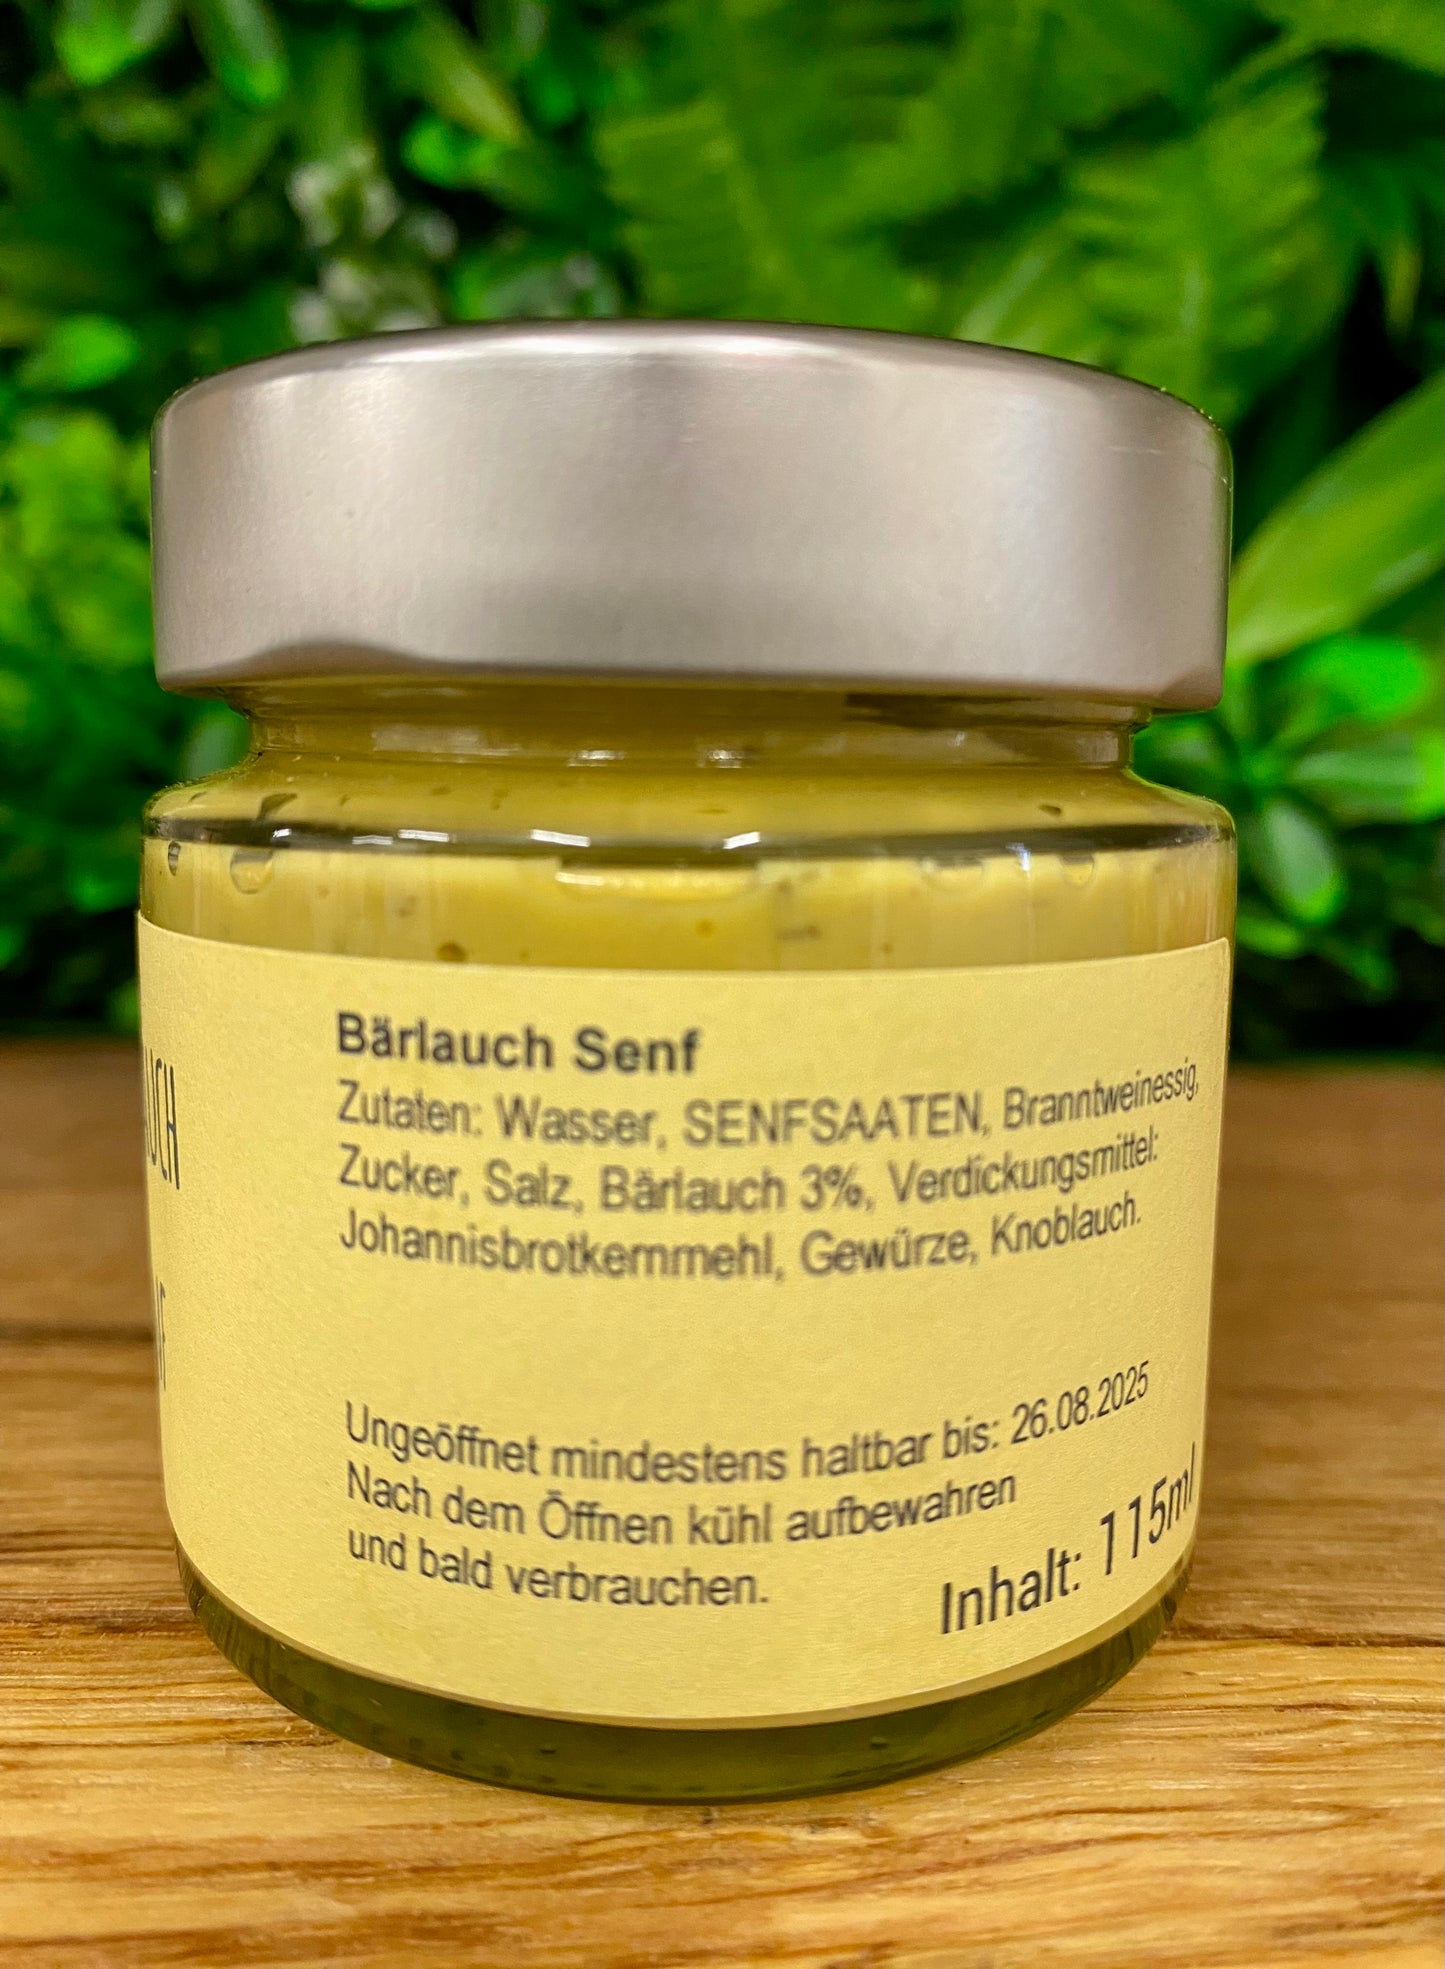 Bärlauch Senf
Zutaten: Wasser, SENFSAATEN, Branntweinessig,
Zucker, Salz, Bärlauch 3%, Verdickungsmittel:
Johannisbrotkernmehl, Gewürze, Knoblauch.
Ungeöffnet mindestens haltbar bis: 26.08.2025
Nach dem Öffnen kühl aufbewahren
und bald verbrauchen.
Inhalt: 115ml